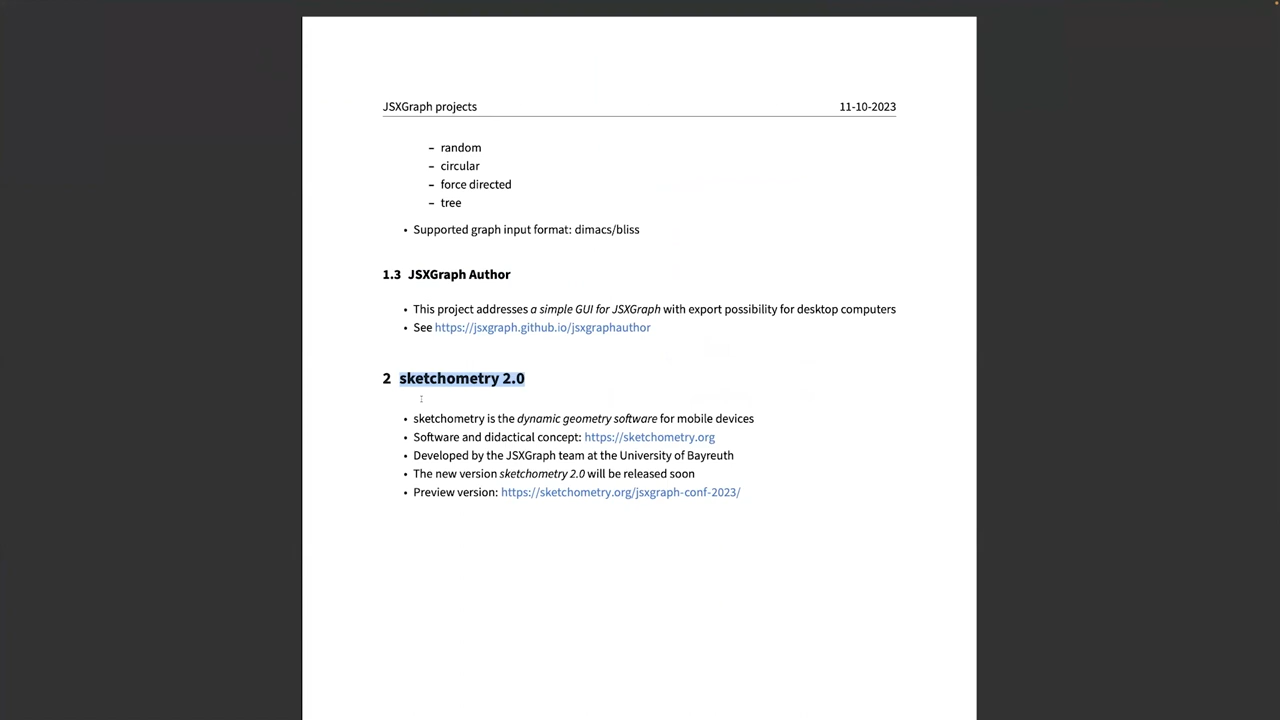 JSXGraph projects 11-10-2023
– random
– circular
– force directed
– tree
• Supported graph input format: dimacs/bliss
1.3 JSXGraph Author
• This project addresses a simple GUI for JSXGraph with export possibility for desktop computers
• See https://jsxgraph.github.io/jsxgraphauthor
2 sketchometry 2.0
• sketchometry is the dynamic geometry software for mobile devices
• Software and didactical concept: https://sketchometry.org
• Developed by the JSXGraph team at the University of Bayreuth
• The new version sketchometry 2.0 will be released soon
• Preview version: https://sketchometry.org/jsxgraph-conf-2023/